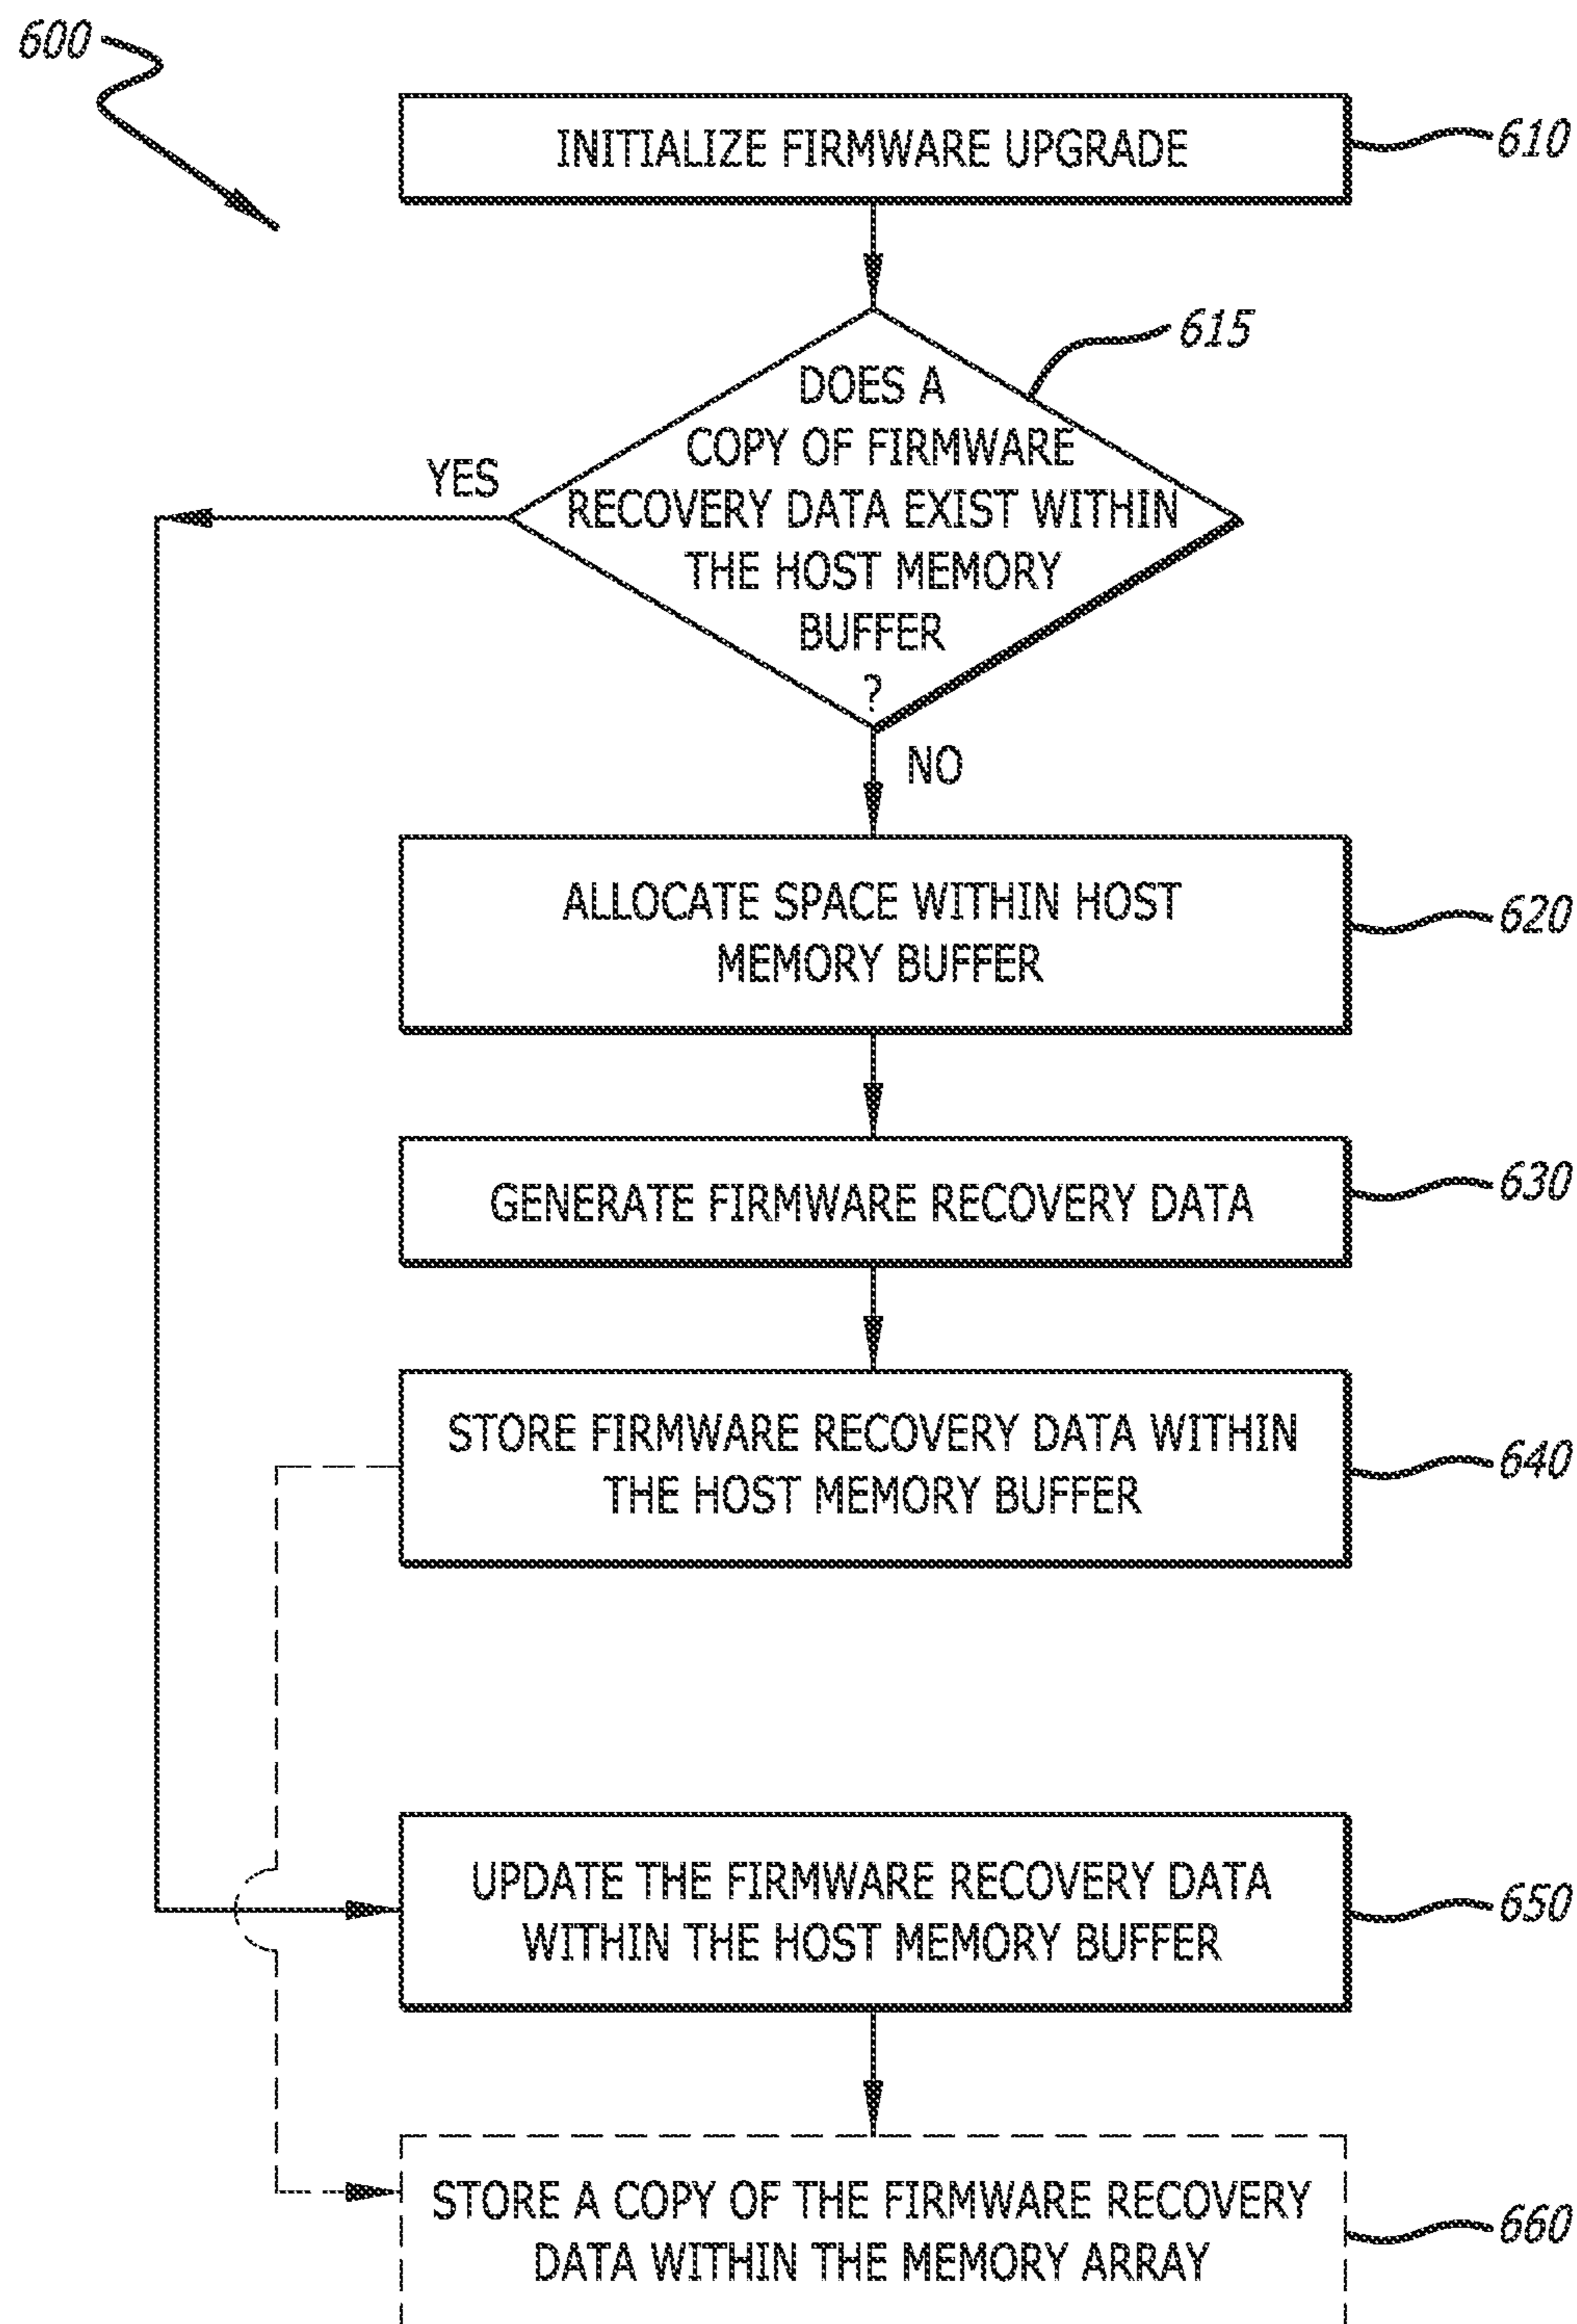 600
INITIALIZE FIRMWARE UPGRADE
610
615
DOES A
COPY OF FIRMWARE
RECOVERY DATA EXIST WITHIN
THE HOST MEMORY
BUFFER
?
YES
NO
ALLOCATE SPACE WITHIN HOST
MEMORY BUFFER
620
GENERATE FIRMWARE RECOVERY DATA
630
STORE FIRMWARE RECOVERY DATA WITHIN
THE HOST MEMORY BUFFER
640
UPDATE THE FIRMWARE RECOVERY DATA
WITHIN THE HOST MEMORY BUFFER
650
STORE A COPY OF THE FIRMWARE RECOVERY
DATA WITHIN THE MEMORY ARRAY
660